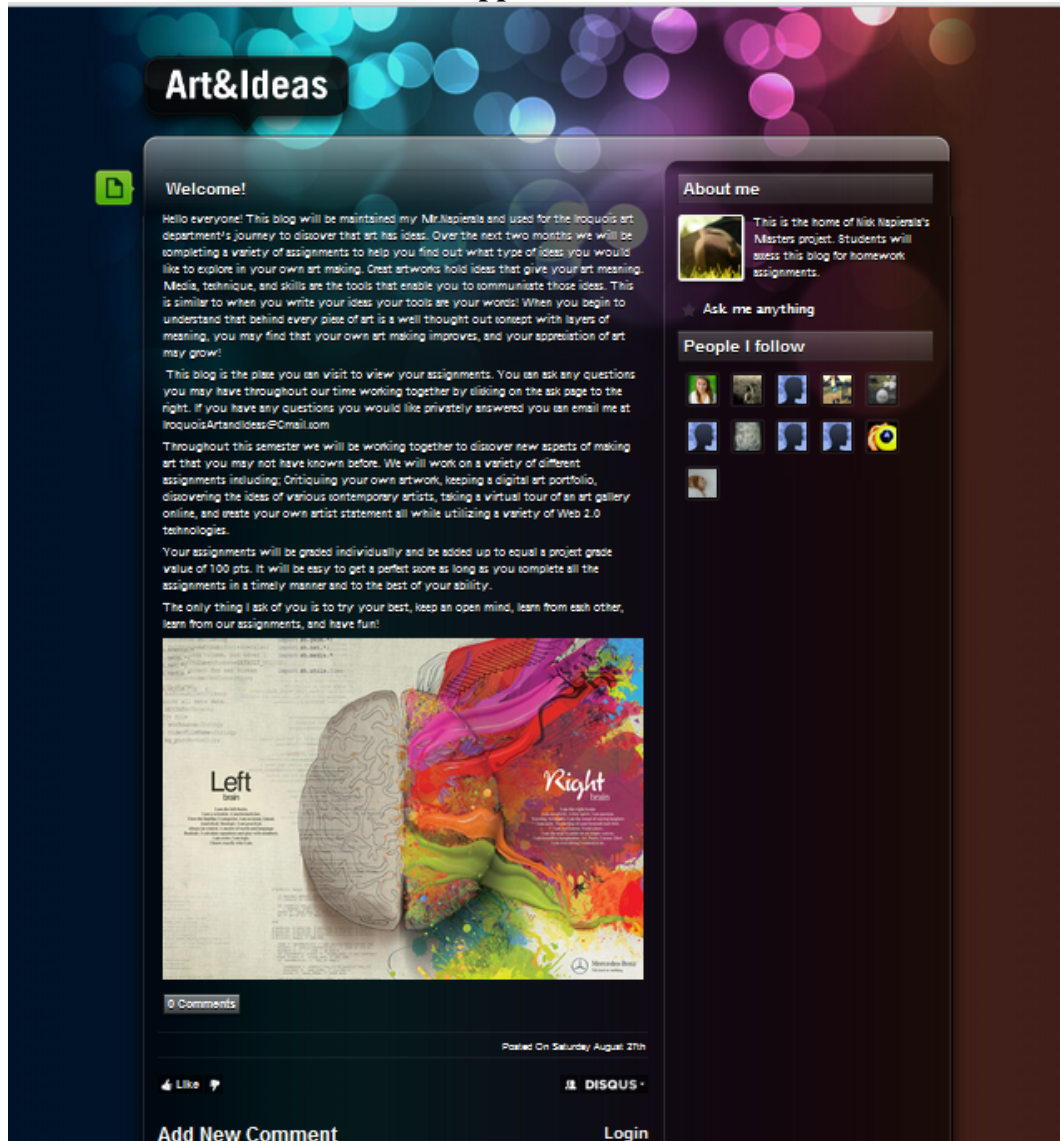 Art&Ideas
Welcome!
Hello everyone! This blog will be maintained my Mr.Napierala and used for the Iroquois art
department's journey to discover that art has ideas. Over the next two months we will be
completing a variety of assignments to help you find out what type of ideas you would
like to explore in your own art making. Great artworks hold ideas that give your art meaning.
Media, technique, and skills are the tools that enable you to communicate those ideas. This
is similar to when you write your ideas your tools are your words! When you begin to
understand that behind every piece of art is a well thought out concept with layers of
meaning, you may find that your own art making improves, and your appreciation of art
may grow!
This blog is the place you can visit to view your assignments. You can ask any questions
you may have throughout our time working together by clicking on the ask page to the
right. If you have any questions you would like privately answered you can email me at
IroquoisArtandIdeas@Gmail.com
Throughout this semester we will be working together to discover new aspects of making
art that you may not have known before. We will work on a variety of different
assignments including; Critiquing your own artwork, keeping a digital art portfolio,
discovering the ideas of various contemporary artists, taking a virtual tour of an art gallery
online, and create your own artist statement all while utilizing a variety of Web 2.0
technologies.
Your assignments will be graded individually and be added up to equal a project grade
value of 100 pts. It will be easy to get a perfect score as long as you complete all the
assignments in a timely manner and to the best of your ability.
The only thing I ask of you is to try your best, keep an open mind, learn from each other,
learn from our assignments, and have fun!
Left
brain
Right
brain
Mercedes-Benz
0 Comments
Posted On Saturday August 27th
Like
DISQUS
Add New Comment
Login
About me
This is the home of Nick Napierala's
Masters project. Students will
access this blog for homework
assignments.
Ask me anything
People I follow